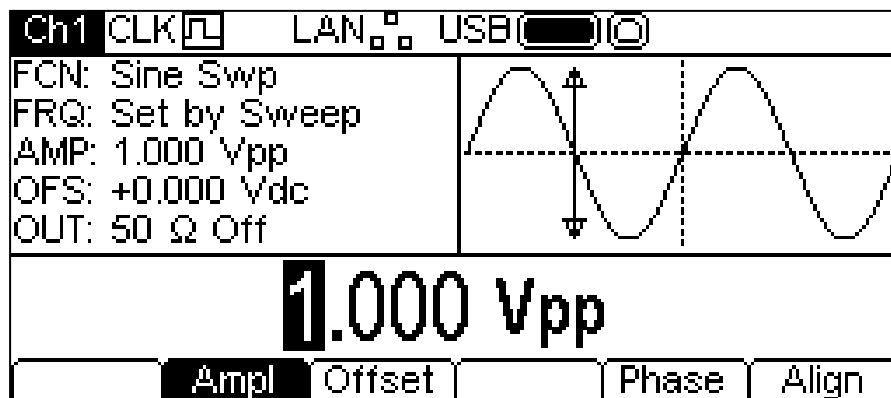 Ch1 CLK LAN USB
FCN: Sine Swp
FRQ: Set by Sweep
AMP: 1.000 Vpp
OFS: +0.000 Vdc
OUT: 50 Ω Off
1.000 Vpp
Ampl Offset Phase Align